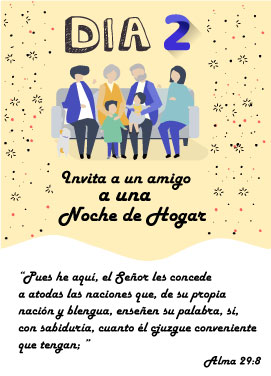 DIA 2
Invita a un amigo
a una
Noche de Hogar
“Pues he aquí, el Señor les concede
a atodas las naciones que, de su propia
nación y blengua, enseñen su palabra, sí,
con sabiduría, cuanto él cjuzgue conveniente
que tengan; ”
Alma 29:8